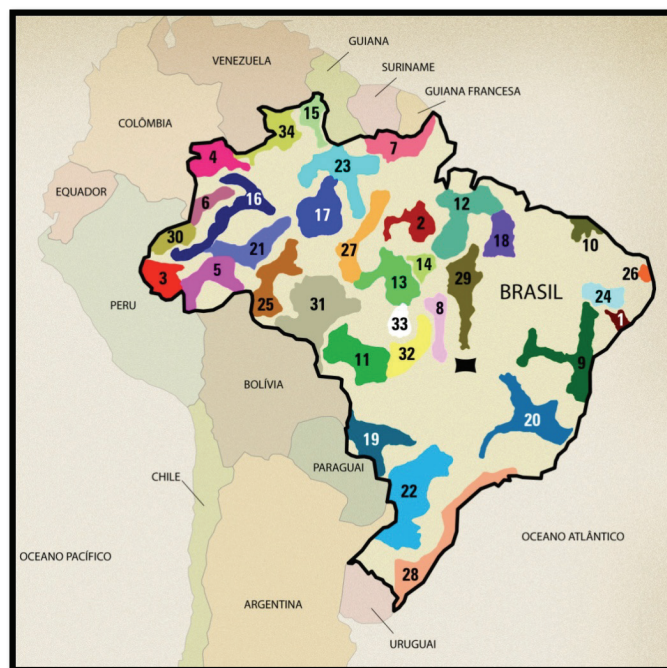 VENEZUELA
GUIANA
SURINAME
GUIANA FRANCESA
COLÔMBIA
EQUADOR
PERU
BRASIL
BOLÍVIA
PARAGUAI
CHILE
ARGENTINA
URUGUAI
OCEANO PACÍFICO
OCEANO ATLÂNTICO
15
34
7
4
23
16
6
17
12
2
18
10
30
21
27
14
26
3
5
13
29
24
25
31
8
1
33
11
32
9
20
19
22
28